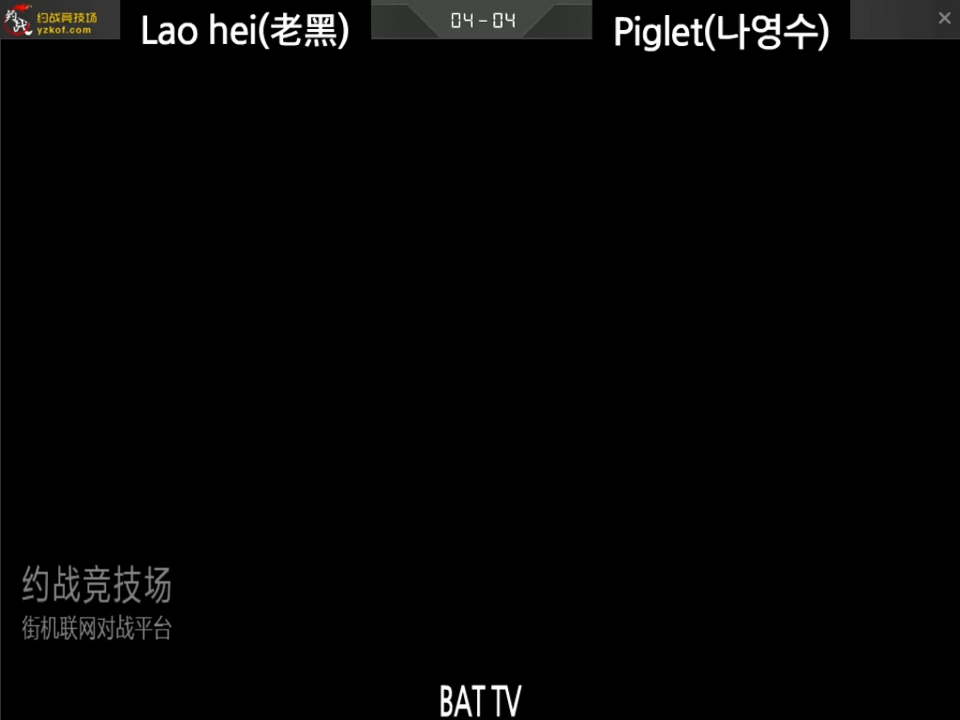 约战竞技场
yzkof.com
Lao hei(老黑)
04-04
Piglet(나영수)
约战竞技场
街机联网对战平台
BAT TV